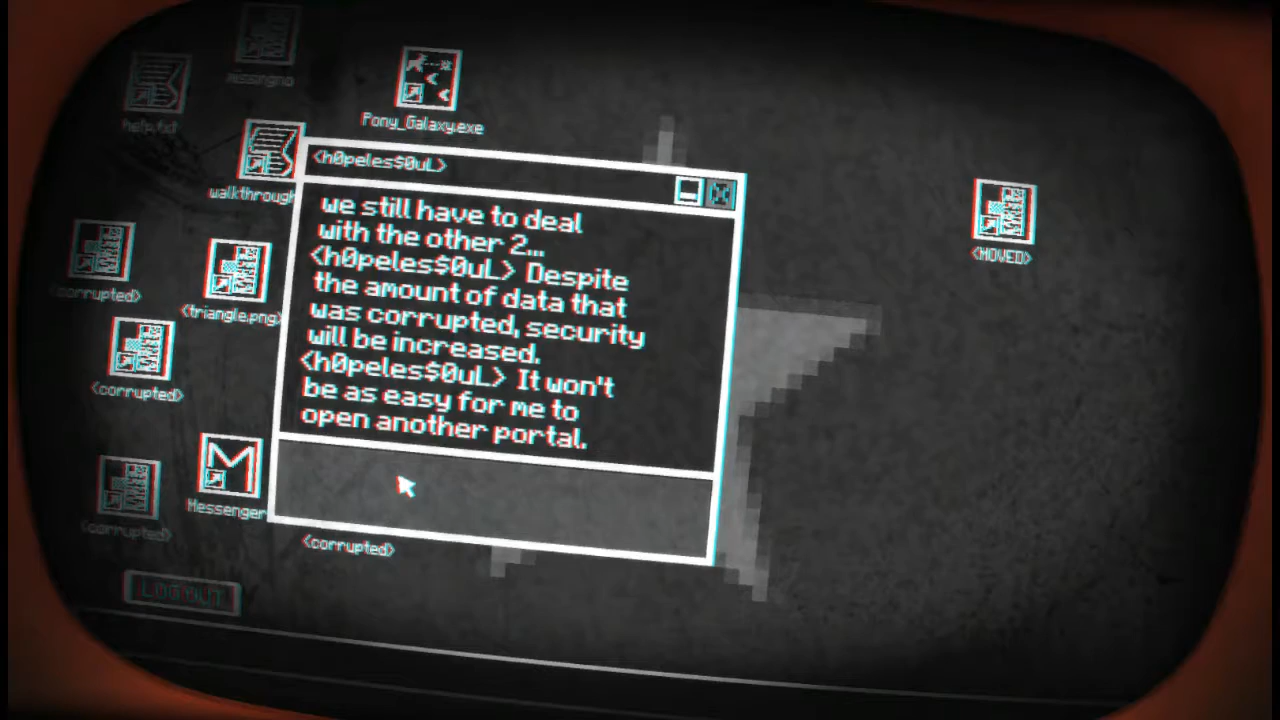 Missingno
help.txt
Pony_Galaxy.exe
walkthrough
<h0peles$0uL>
we still have to deal
with the other 2...
<h0peles$0uL> Despite
the amount of data that
was corrupted, security
will be increased.
<h0peles$0uL> It won't
be as easy for me to
open another portal.
<MOVED>
<corrupted>
<triangle.png>
<corrupted>
M
Messenger
<corrupted>
<corrupted>
LOGOUT